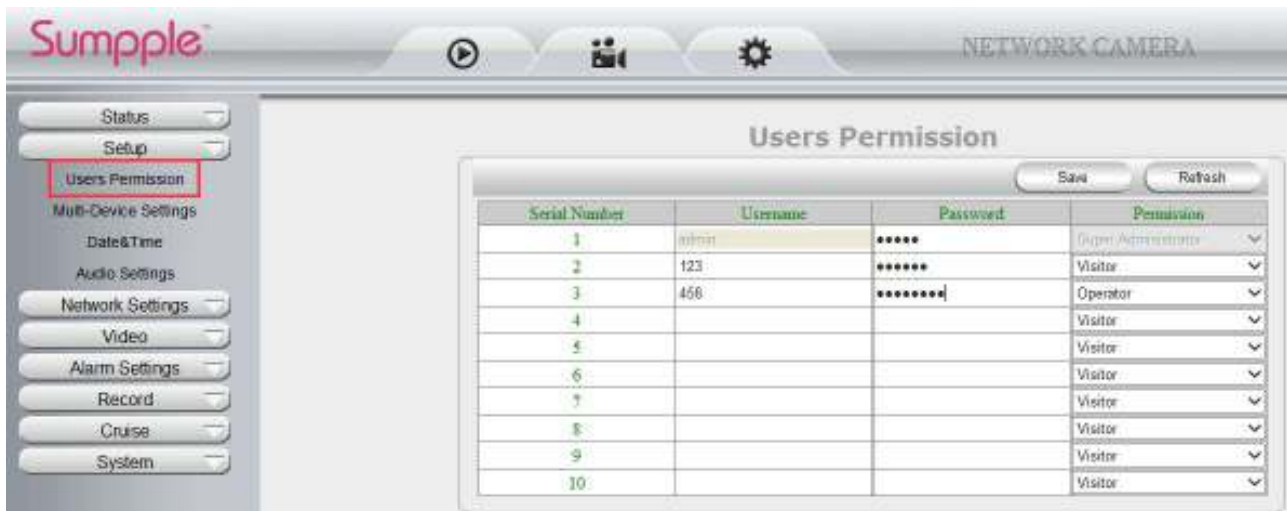 Sumpple
NETWORK CAMERA
Status
Setup
Users Permission
Multi-Device Settings
Date&Time
Audio Settings
Network Settings
Video
Alarm Settings
Record
Cruise
System
Users Permission
Save Refresh
Serial Number Username Password Permission
1 admin ●●●●● Super Administrator
2 123 ●●●●●● Visitor
3 456 ●●●●●●●●● Operator
4 Visitor
5 Visitor
6 Visitor
7 Visitor
8 Visitor
9 Visitor
10 Visitor